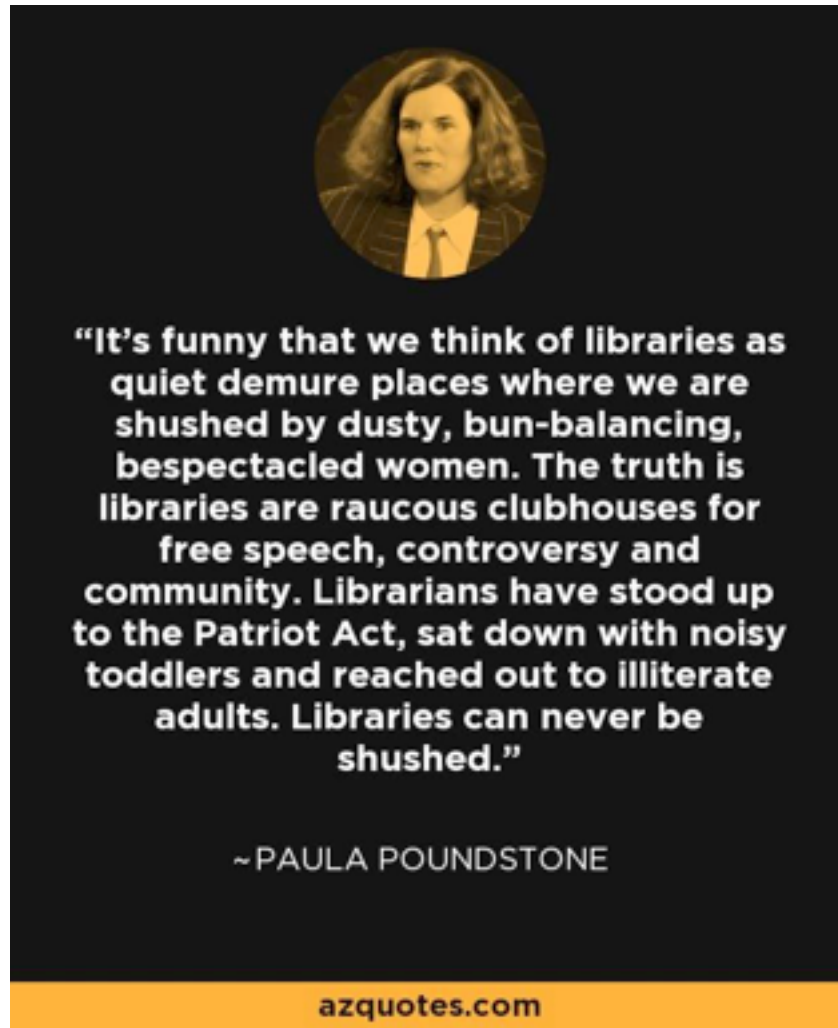 “It’s funny that we think of libraries as
quiet demure places where we are
shushed by dusty, bun-balancing,
bespectacled women. The truth is
libraries are raucous clubhouses for
free speech, controversy and
community. Librarians have stood up
to the Patriot Act, sat down with noisy
toddlers and reached out to illiterate
adults. Libraries can never be
shushed.”
~PAULA POUNDSTONE
azquotes.com